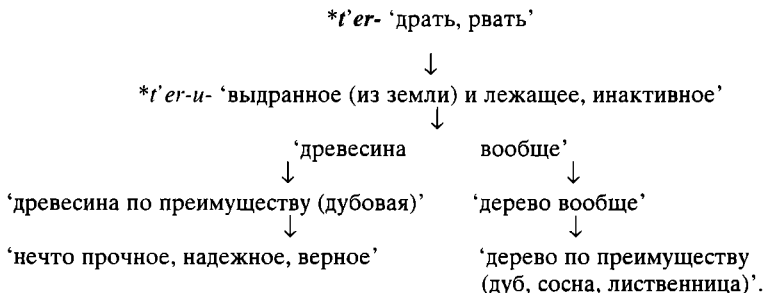 *t'er- ‘драть, рвать’
↓
*t'er-u- ‘выдранное (из земли) и лежащее, инактивное’
↓
‘древесина вообще’
↓ ↓
‘древесина по преимуществу (дубовая)’ ‘дерево вообще’
↓ ↓
‘нечто прочное, надежное, верное’ ‘дерево по преимуществу
(дуб, сосна, лиственница)’.